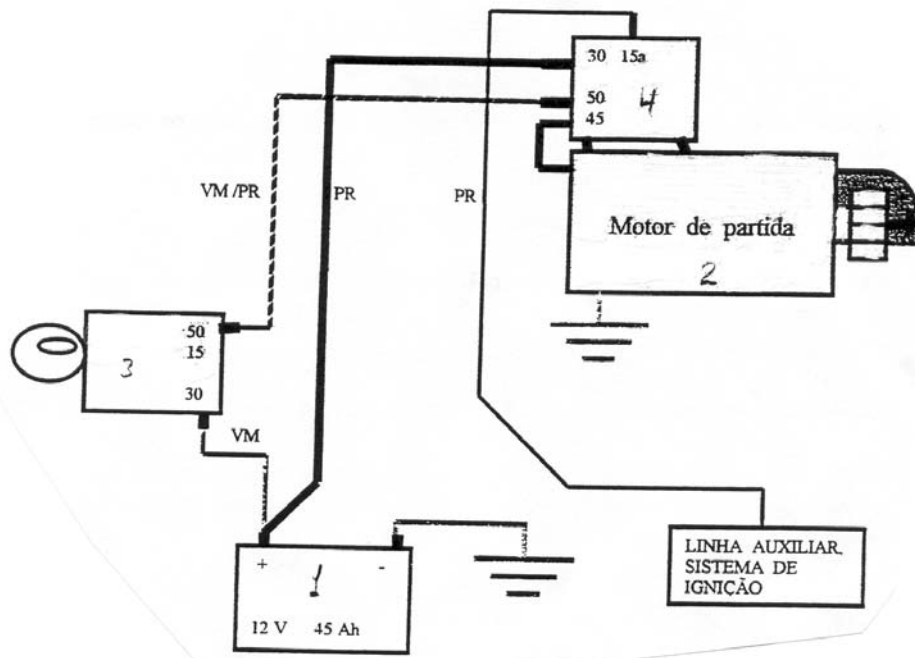 30 15a
50
45
4
VM /PR
PR
PR
Motor de partida
2
50
15
3
30
VM
+ -
1
12 V 45 Ah
LINHA AUXILIAR,
SISTEMA DE
IGNIÇÃO